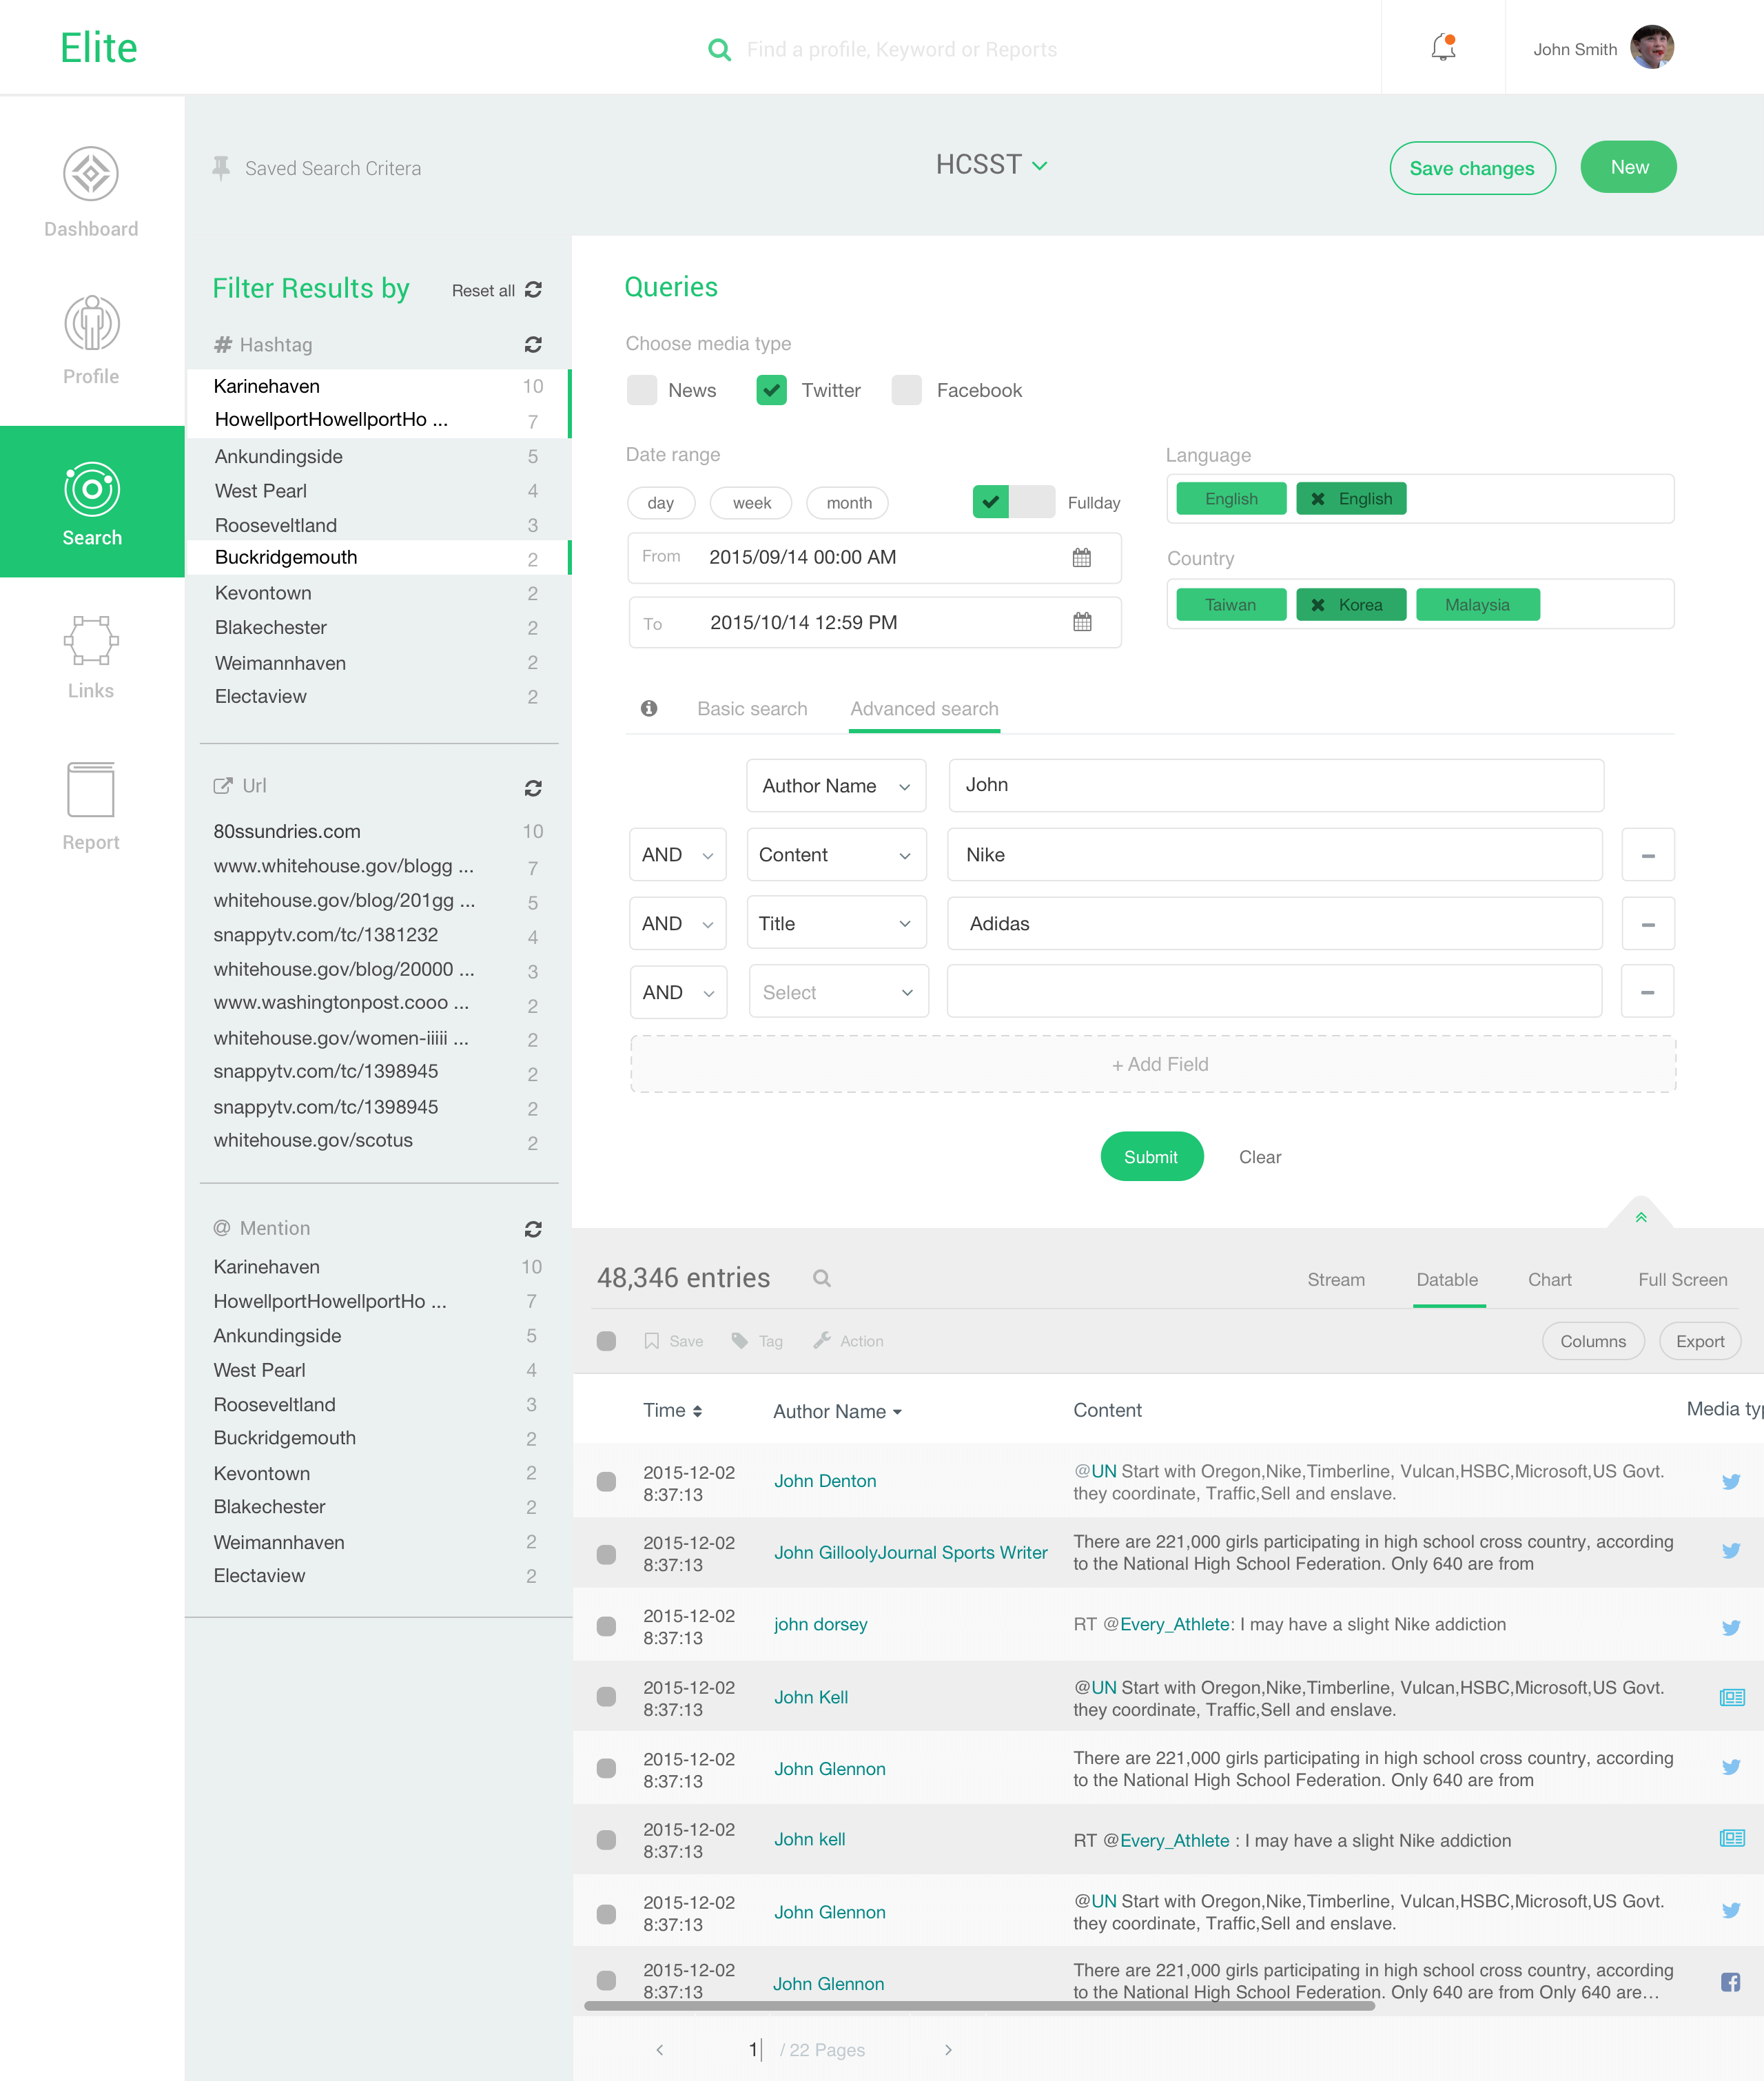 Elite
Find a profile, Keyword or Reports
John Smith
Dashboard
Profile
Search
Links
Report
Saved Search Critera
HCSST
Save changes
New
Filter Results by
Reset all
# Hashtag
Karinehaven 10
HowellportHowellportHo ... 7
Ankundingside 5
West Pearl 4
Rooseveltland 3
Buckridgemouth 2
Kevontown 2
Blakechester 2
Weimannhaven 2
Electaview 2
Url
80ssundries.com 10
www.whitehouse.gov/blogg ... 7
whitehouse.gov/blog/201gg ... 5
snappytv.com/tc/1381232 4
whitehouse.gov/blog/20000 ... 3
www.washingtonpost.cooo ... 2
whitehouse.gov/women-iiiii ... 2
snappytv.com/tc/1398945 2
snappytv.com/tc/1398945 2
whitehouse.gov/scotus 2
@ Mention
Karinehaven 10
HowellportHowellportHo ... 7
Ankundingside 5
West Pearl 4
Rooseveltland 3
Buckridgemouth 2
Kevontown 2
Blakechester 2
Weimannhaven 2
Electaview 2
Queries
Choose media type
News Twitter Facebook
Date range
day week month Fullday
From 2015/09/14 00:00 AM
To 2015/10/14 12:59 PM
Language
English English
Country
Taiwan Korea Malaysia
Basic search Advanced search
Author Name John
AND Content Nike
AND Title Adidas
AND Select
+ Add Field
Submit Clear
48,346 entries
Stream Datable Chart Full Screen
Save Tag Action
Columns Export
Time Author Name Content Media typ
2015-12-02
8:37:13
John Denton
@UN Start with Oregon,Nike,Timberline, Vulcan,HSBC,Microsoft,US Govt.
they coordinate, Traffic,Sell and enslave.
2015-12-02
8:37:13
John GilloolyJournal Sports Writer
There are 221,000 girls participating in high school cross country, according
to the National High School Federation. Only 640 are from
2015-12-02
8:37:13
john dorsey
RT @Every_Athlete: I may have a slight Nike addiction
2015-12-02
8:37:13
John Kell
@UN Start with Oregon,Nike,Timberline, Vulcan,HSBC,Microsoft,US Govt.
they coordinate, Traffic,Sell and enslave.
2015-12-02
8:37:13
John Glennon
There are 221,000 girls participating in high school cross country, according
to the National High School Federation. Only 640 are from
2015-12-02
8:37:13
John kell
RT @Every_Athlete : I may have a slight Nike addiction
2015-12-02
8:37:13
John Glennon
@UN Start with Oregon,Nike,Timberline, Vulcan,HSBC,Microsoft,US Govt.
they coordinate, Traffic,Sell and enslave.
2015-12-02
8:37:13
John Glennon
There are 221,000 girls participating in high school cross country, according
to the National High School Federation. Only 640 are from Only 640 are…
1 / 22 Pages